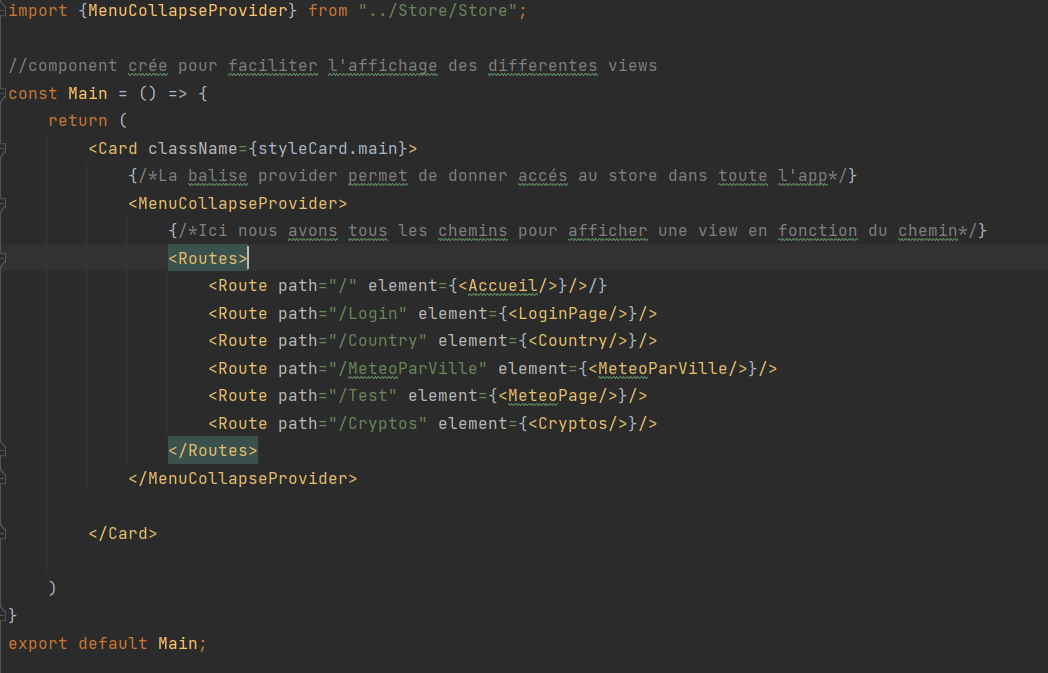 import {MenuCollapseProvider} from "../Store/Store";
//component crée pour faciliter l'affichage des differentes views
const Main = () => {
return (
<Card className={styleCard.main}>
{/*La balise provider permet de donner accés au store dans toute l'app*/}
<MenuCollapseProvider>
{/*Ici nous avons tous les chemins pour afficher une view en fonction du chemin*/}
<Routes>
<Route path="/" element={<Accueil/>}/>/}
<Route path="/Login" element={<LoginPage/>}/>
<Route path="/Country" element={<Country/>}/>
<Route path="/MeteoParVille" element={<MeteoParVille/>}/>
<Route path="/Test" element={<MeteoPage/>}/>
<Route path="/Cryptos" element={<Cryptos/>}/>
</Routes>
</MenuCollapseProvider>
</Card>
)
}
export default Main;